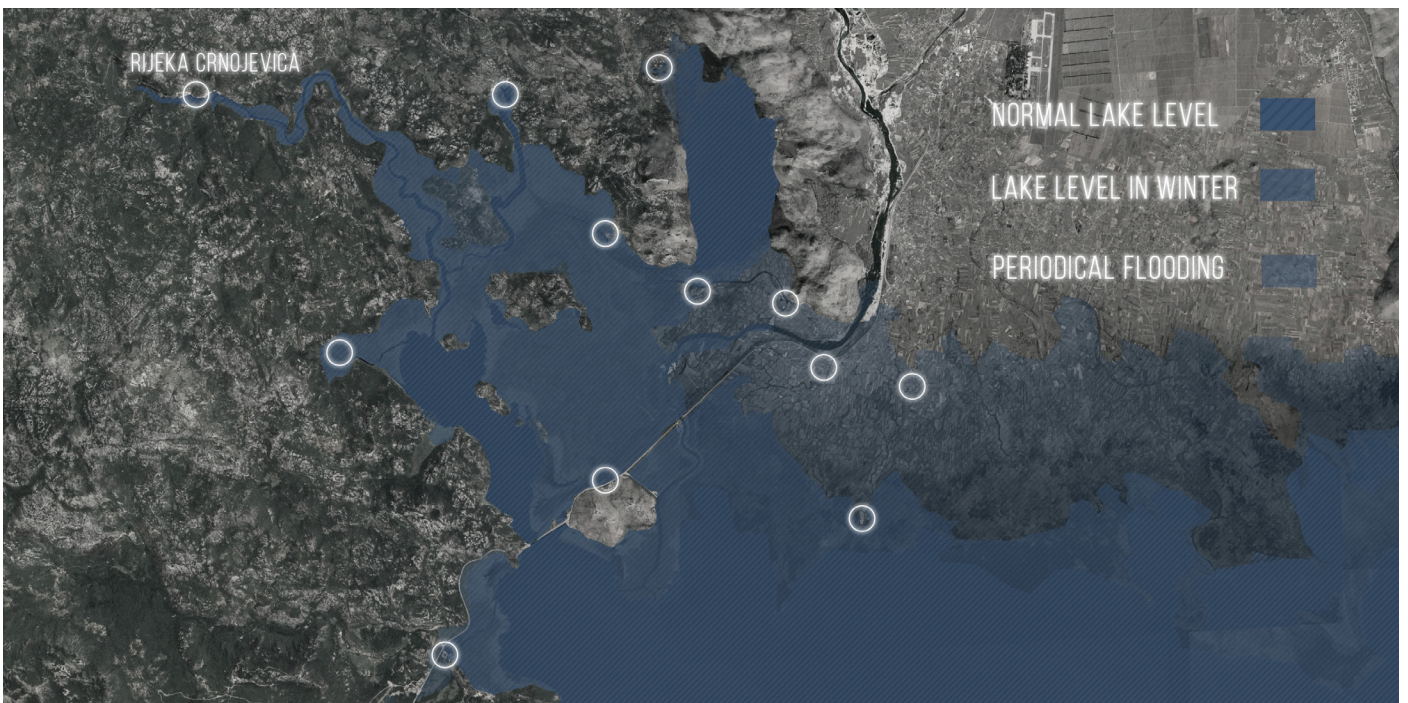 RIJEKA CRNOJEVIĆA
NORMAL LAKE LEVEL
LAKE LEVEL IN WINTER
PERIODICAL FLOODING